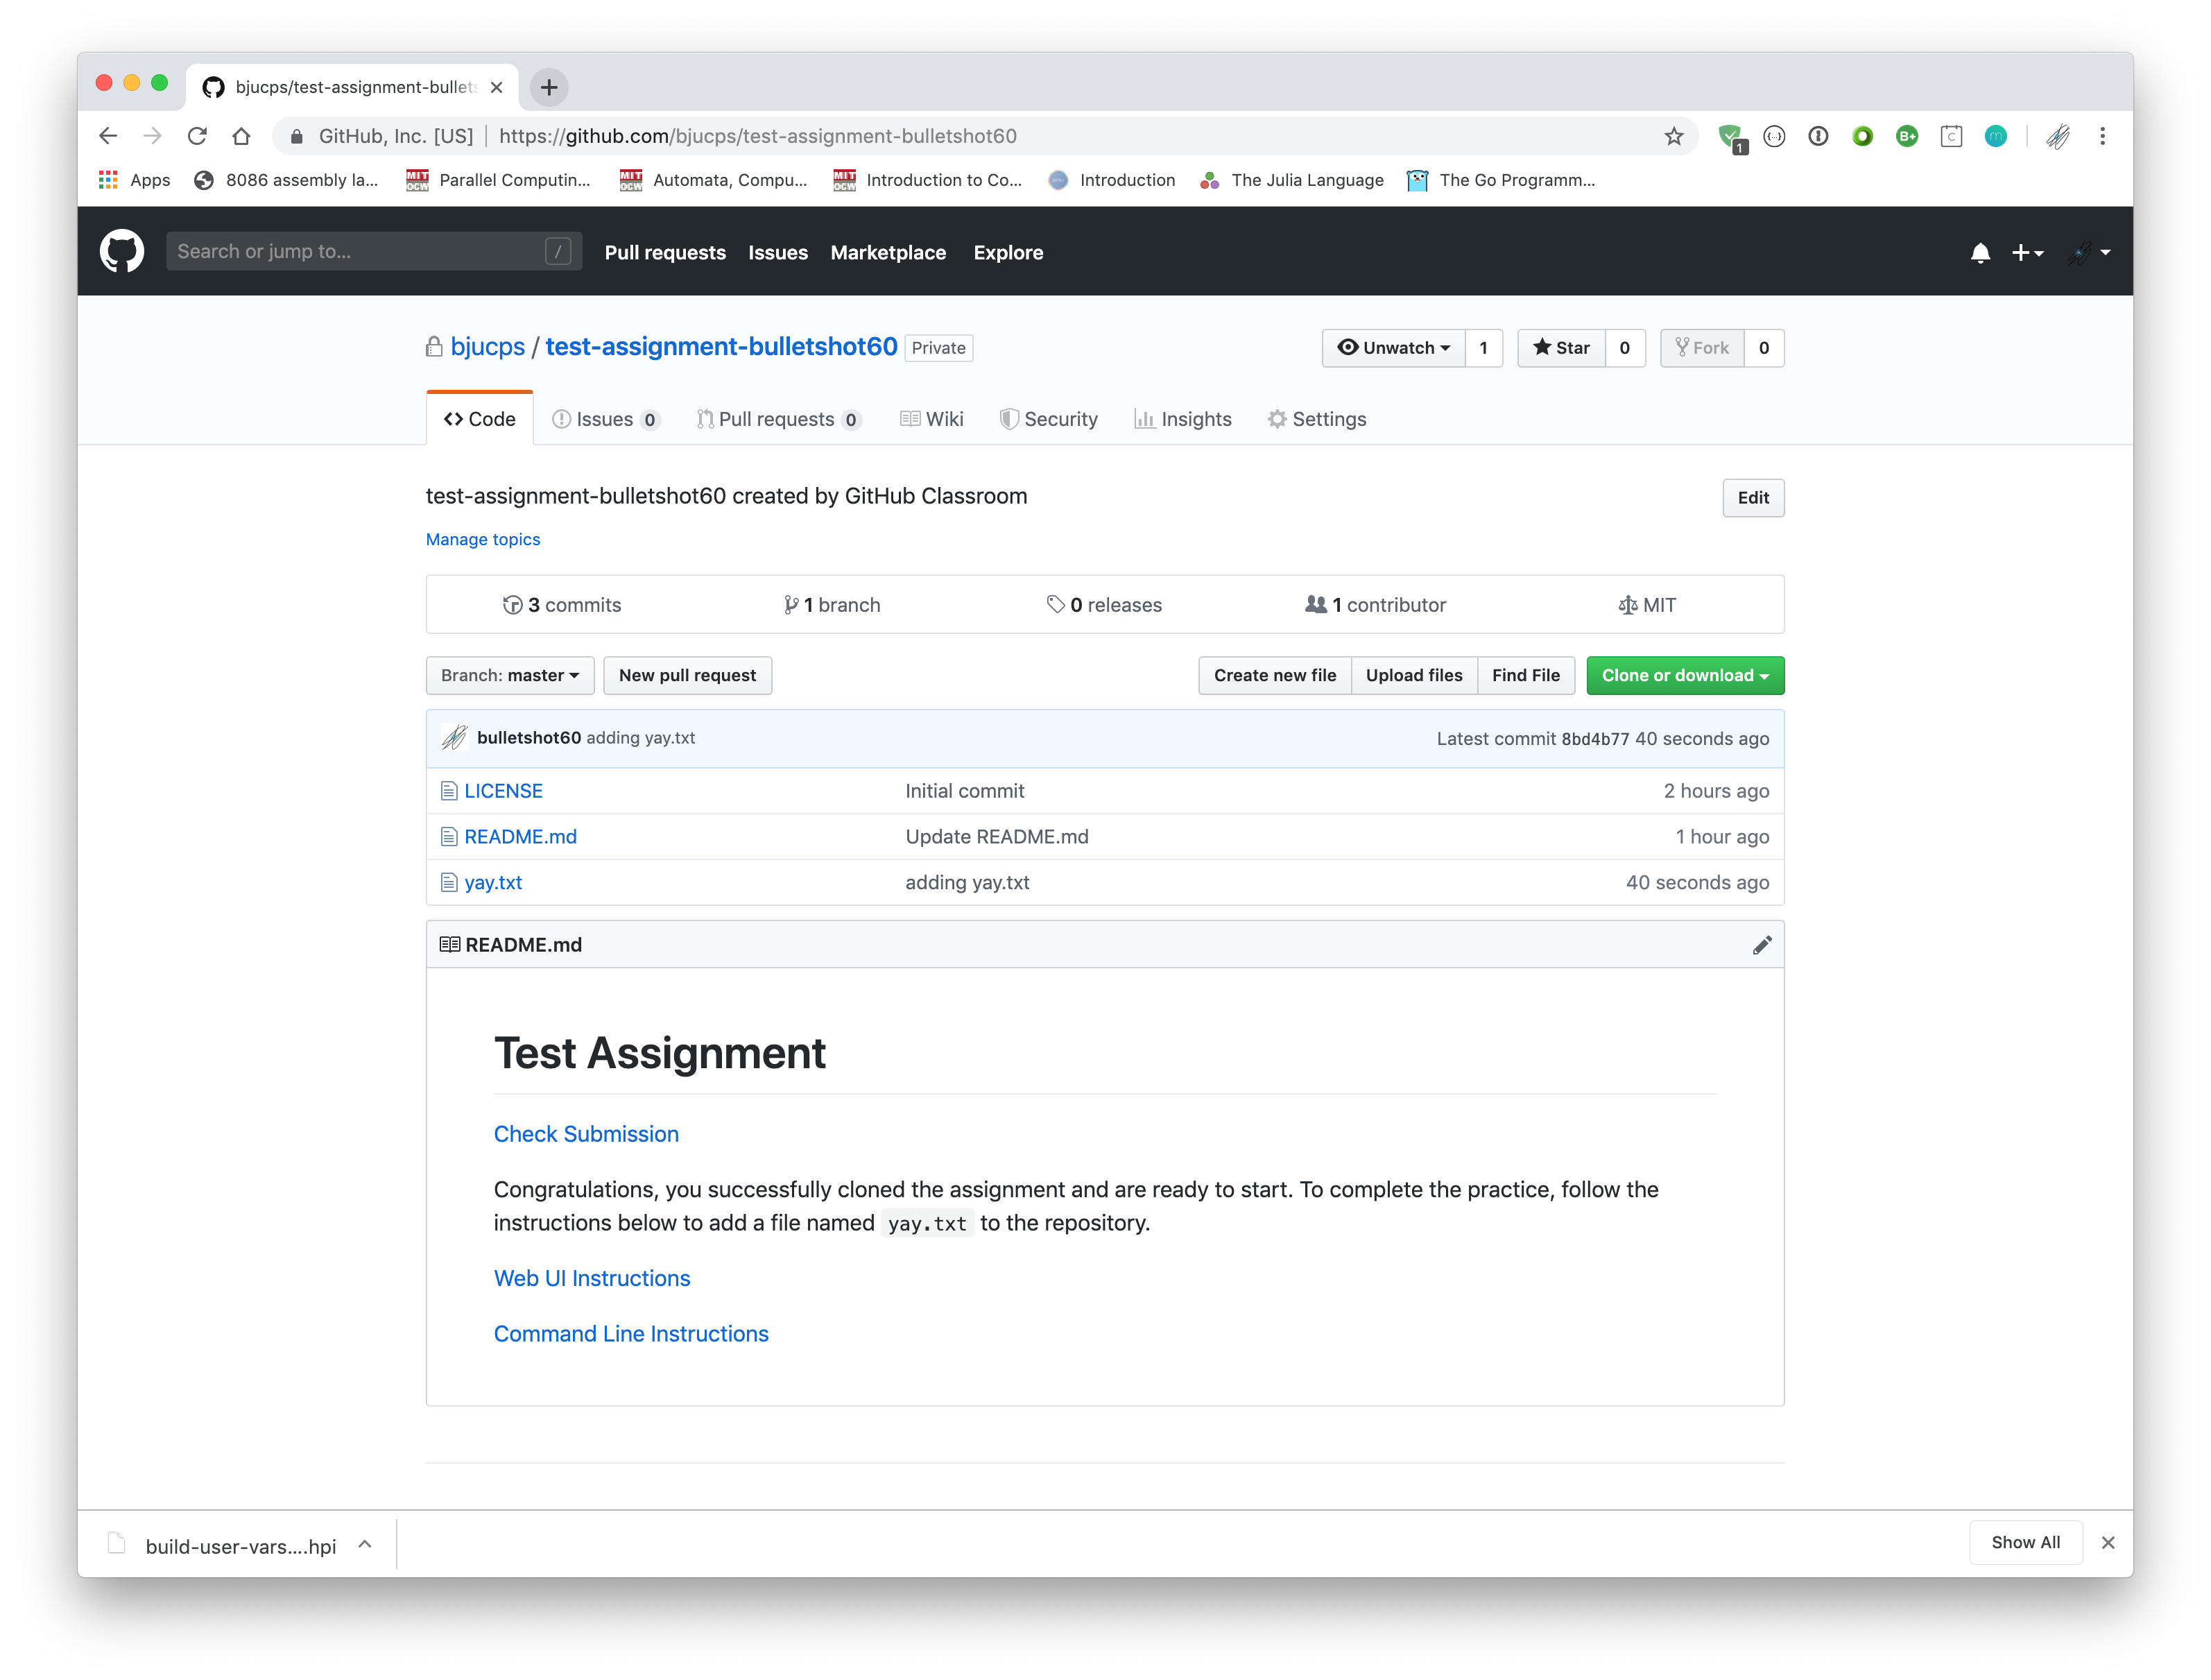 bjucps/test-assignment-bullets
GitHub, Inc. [US] https://github.com/bjucps/test-assignment-bulletshot60
1 B+ C m
Apps 8086 assembly la... MIT OCW Parallel Computin... MIT OCW Automata, Compu... MIT OCW Introduction to Co... Introduction The Julia Language The Go Programm...
Search or jump to... / Pull requests Issues Marketplace Explore
bjucps / test-assignment-bulletshot60 Private Unwatch 1 Star 0 Fork 0
Code Issues 0 Pull requests 0 Wiki Security Insights Settings
test-assignment-bulletshot60 created by GitHub Classroom Edit
Manage topics
3 commits 1 branch 0 releases 1 contributor MIT
Branch: master New pull request Create new file Upload files Find File Clone or download
bulletshot60 adding yay.txt Latest commit 8bd4b77 40 seconds ago
LICENSE Initial commit 2 hours ago
README.md Update README.md 1 hour ago
yay.txt adding yay.txt 40 seconds ago
README.md
Test Assignment
Check Submission
Congratulations, you successfully cloned the assignment and are ready to start. To complete the practice, follow the
instructions below to add a file named yay.txt to the repository.
Web UI Instructions
Command Line Instructions
build-user-vars....hpi Show All